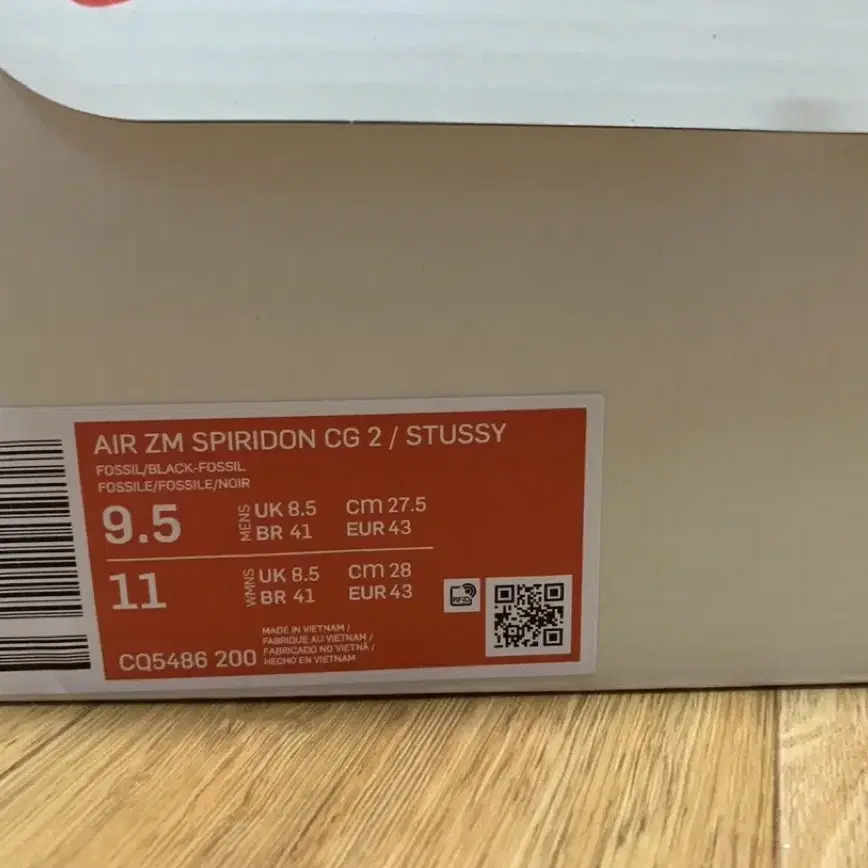 AIR ZM SPIRIDON CG 2 / STUSSY
FOSSIL/BLACK-FOSSIL
FOSSILE/FOSSILE/NOIR
9.5
MENS
UK 8.5
BR 41
cm 27.5
EUR 43
11
WMNS
UK 8.5
BR 41
cm 28
EUR 43
RFID
CQ5486 200
MADE IN VIETNAM /
FABRIQUE AU VIETNAM /
FABRICADO NO VIETNÃ /
HECHO EN VIETNAM